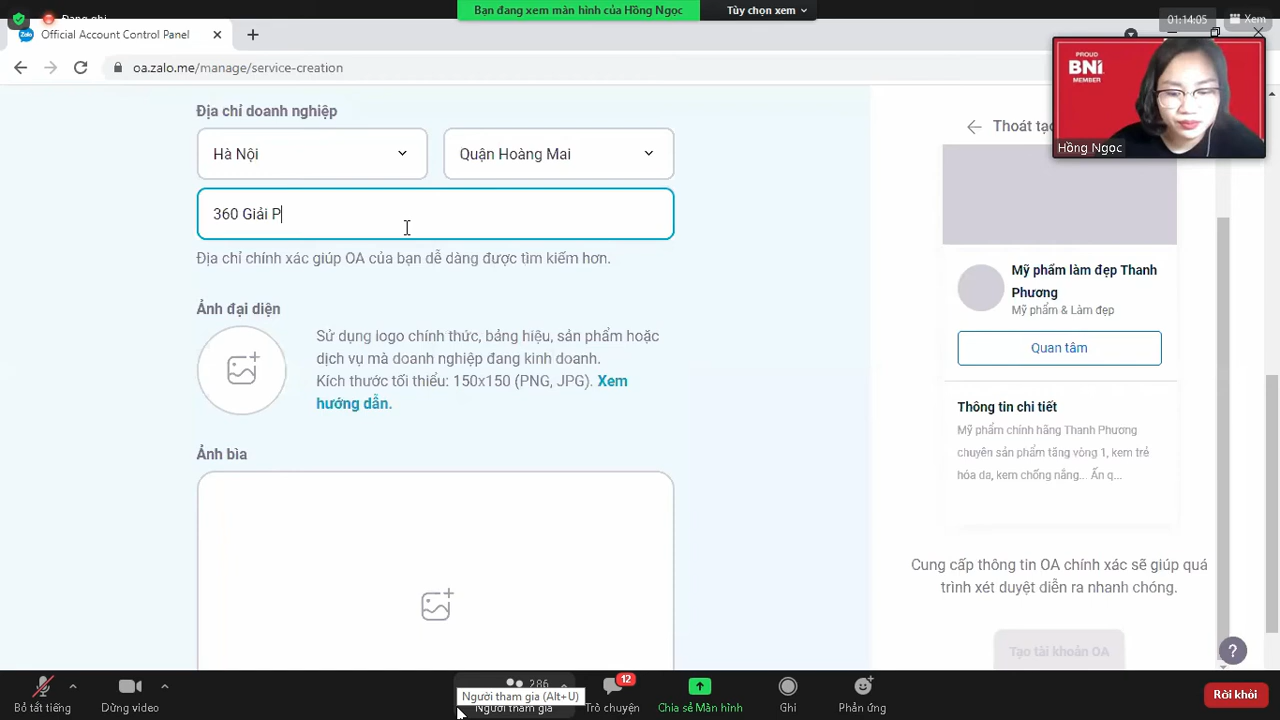 Đang ghi
Bạn đang xem màn hình của Hồng Ngọc
Tùy chọn xem
01:14:05
Xem
Official Account Control Panel
oa.zalo.me/manage/service-creation
PROUD
BNI
MEMBER
Hồng Ngọc
Địa chỉ doanh nghiệp
Hà Nội
Quận Hoàng Mai
360 Giải P
Địa chỉ chính xác giúp OA của bạn dễ dàng được tìm kiếm hơn.
Ảnh đại diện
Sử dụng logo chính thức, bảng hiệu, sản phẩm hoặc
dịch vụ mà doanh nghiệp đang kinh doanh.
Kích thước tối thiểu: 150x150 (PNG, JPG). Xem
hướng dẫn.
Ảnh bìa
Thoát tạo
Mỹ phẩm làm đẹp Thanh
Phương
Mỹ phẩm & Làm đẹp
Quan tâm
Thông tin chi tiết
Mỹ phẩm chính hãng Thanh Phương
chuyên sản phẩm tăng vòng 1, kem trẻ
hóa da, kem chống nắng... Ấn q...
Cung cấp thông tin OA chính xác sẽ giúp quá
trình xét duyệt diễn ra nhanh chóng.
Tạo tài khoản OA
?
Bỏ tắt tiếng
Dừng video
286
Người tham gia (Alt+U)
Người tham gia
12
Trò chuyện
Chia sẻ Màn hình
Ghi
Phản ứng
Rời khỏi